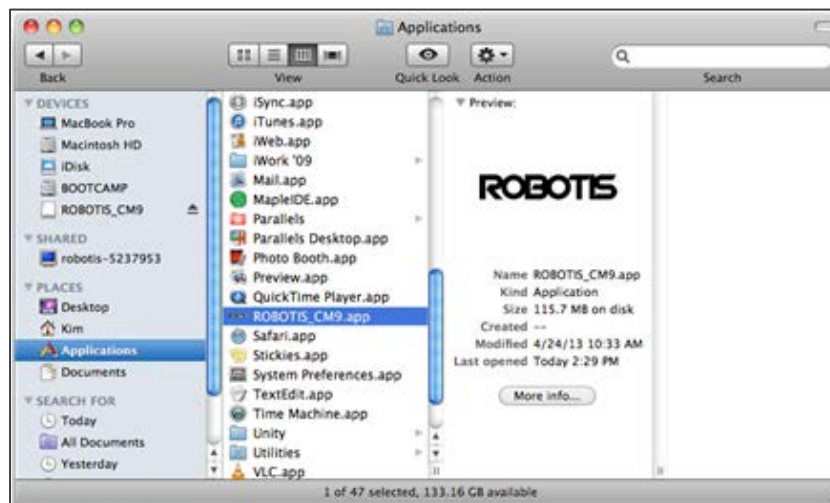 Applications
Back
View
Quick Look
Action
Search
DEVICES
MacBook Pro
Macintosh HD
iDisk
BOOTCAMP
ROBOTIS_CM9
SHARED
robotis-5237953
PLACES
Desktop
Kim
Applications
Documents
SEARCH FOR
Today
All Documents
Yesterday
iSync.app
iTunes.app
iWeb.app
iWork '09
Mail.app
MapleIDE.app
Parallels
Parallels Desktop.app
Photo Booth.app
Preview.app
QuickTime Player.app
ROBOTIS_CM9.app
Safari.app
Stickies.app
System Preferences.app
TextEdit.app
Time Machine.app
Unity
Utilities
VLC.app
Preview:
ROBOTIS
Name ROBOTIS_CM9.app
Kind Application
Size 115.7 MB on disk
Created --
Modified 4/24/13 10:33 AM
Last opened Today 2:29 PM
More info...
1 of 47 selected, 133.16 GB available